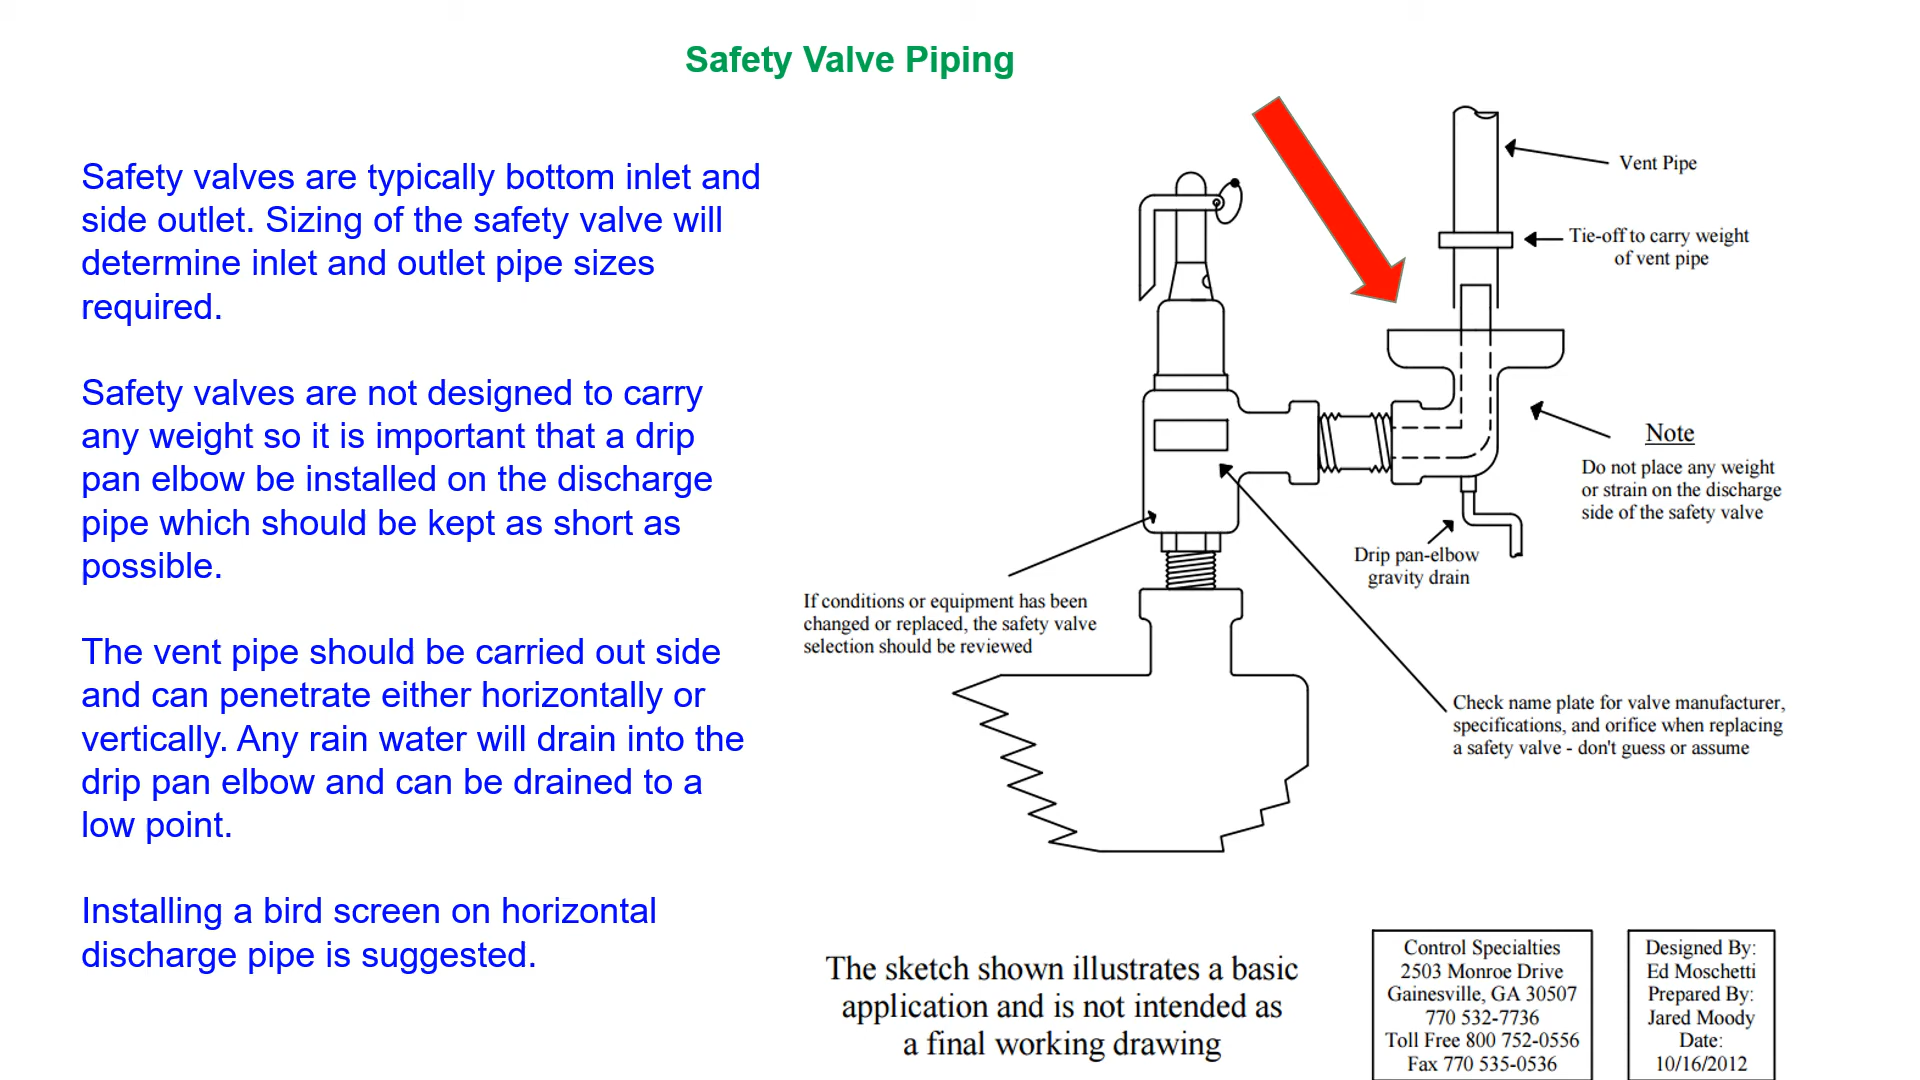 Safety Valve Piping
Safety valves are typically bottom inlet and
side outlet. Sizing of the safety valve will
determine inlet and outlet pipe sizes
required.
Safety valves are not designed to carry
any weight so it is important that a drip
pan elbow be installed on the discharge
pipe which should be kept as short as
possible.
The vent pipe should be carried out side
and can penetrate either horizontally or
vertically. Any rain water will drain into the
drip pan elbow and can be drained to a
low point.
Installing a bird screen on horizontal
discharge pipe is suggested.
Vent Pipe
Tie-off to carry weight
of vent pipe
Note
Do not place any weight
or strain on the discharge
side of the safety valve
Drip pan-elbow
gravity drain
If conditions or equipment has been
changed or replaced, the safety valve
selection should be reviewed
Check name plate for valve manufacturer,
specifications, and orifice when replacing
a safety valve - don't guess or assume
The sketch shown illustrates a basic
application and is not intended as
a final working drawing
Control Specialties
2503 Monroe Drive
Gainesville, GA 30507
770 532-7736
Toll Free 800 752-0556
Fax 770 535-0536
Designed By:
Ed Moschetti
Prepared By:
Jared Moody
Date:
10/16/2012